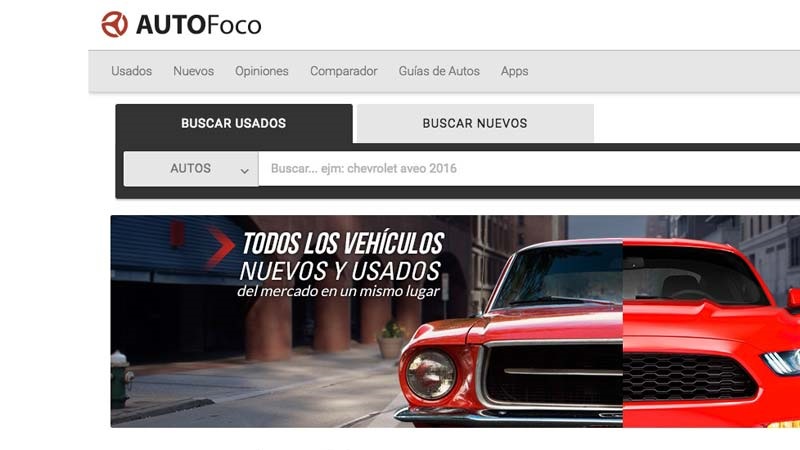 AUTOFoco
Usados Nuevos Opiniones Comparador Guías de Autos Apps
BUSCAR USADOS BUSCAR NUEVOS
AUTOS Buscar... ejm: chevrolet aveo 2016
TODOS LOS VEHÍCULOS
NUEVOS Y USADOS
del mercado en un mismo lugar